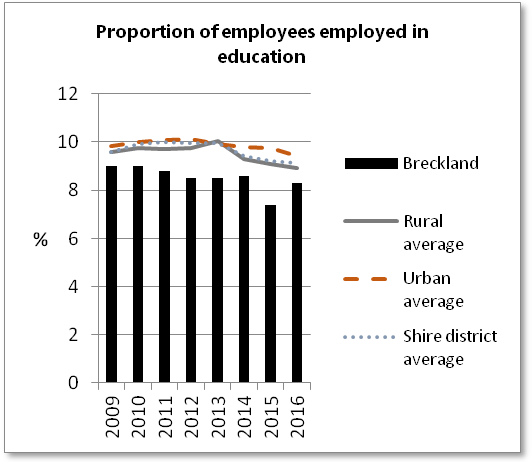 Proportion of employees employed in
education
12
10
8
6
4
2
0
%
2009
2010
2011
2012
2013
2014
2015
2016
Breckland
Rural
average
Urban
average
Shire district
average